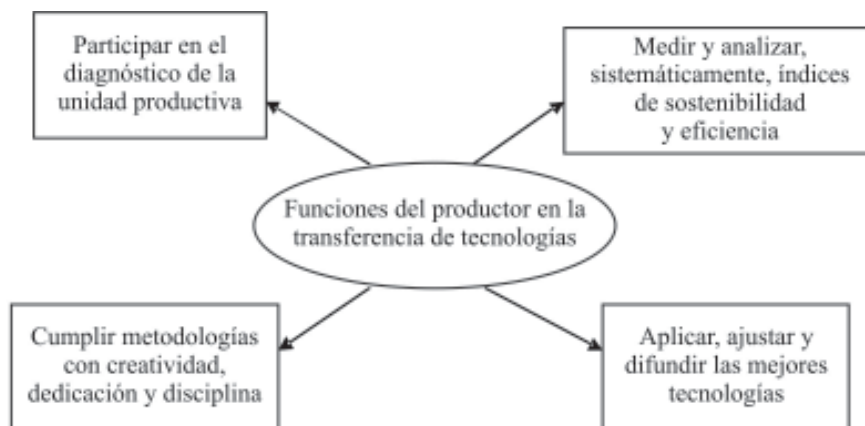 Participar en el
diagnóstico de la
unidad productiva
Medir y analizar,
sistemáticamente, índices
de sostenibilidad
y eficiencia
Funciones del productor en la
transferencia de tecnologías
Cumplir metodologías
con creatividad,
dedicación y disciplina
Aplicar, ajustar y
difundir las mejores
tecnologías